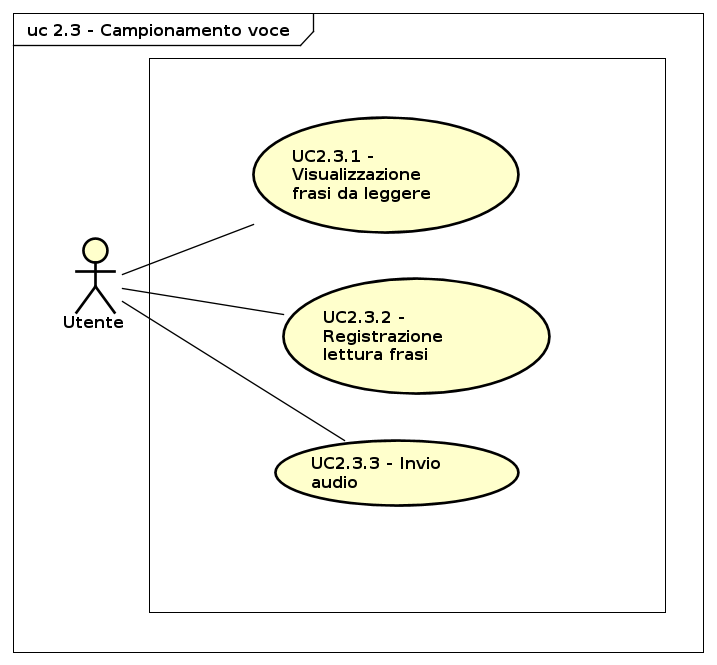 uc 2.3 - Campionamento voce
UC2.3.1 -
Visualizzazione
frasi da leggere
Utente
UC2.3.2 -
Registrazione
lettura frasi
UC2.3.3 - Invio
audio